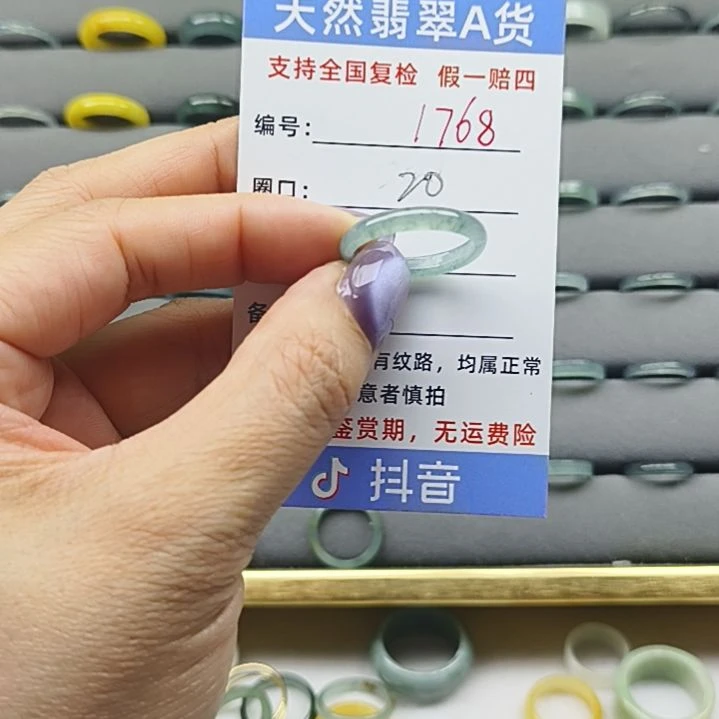 天然翡翠A货
支持全国复检 假一赔四
编号: 1768
圈口: 20
备
有纹路，均属正常
意者慎拍
鉴赏期，无运费险
抖音